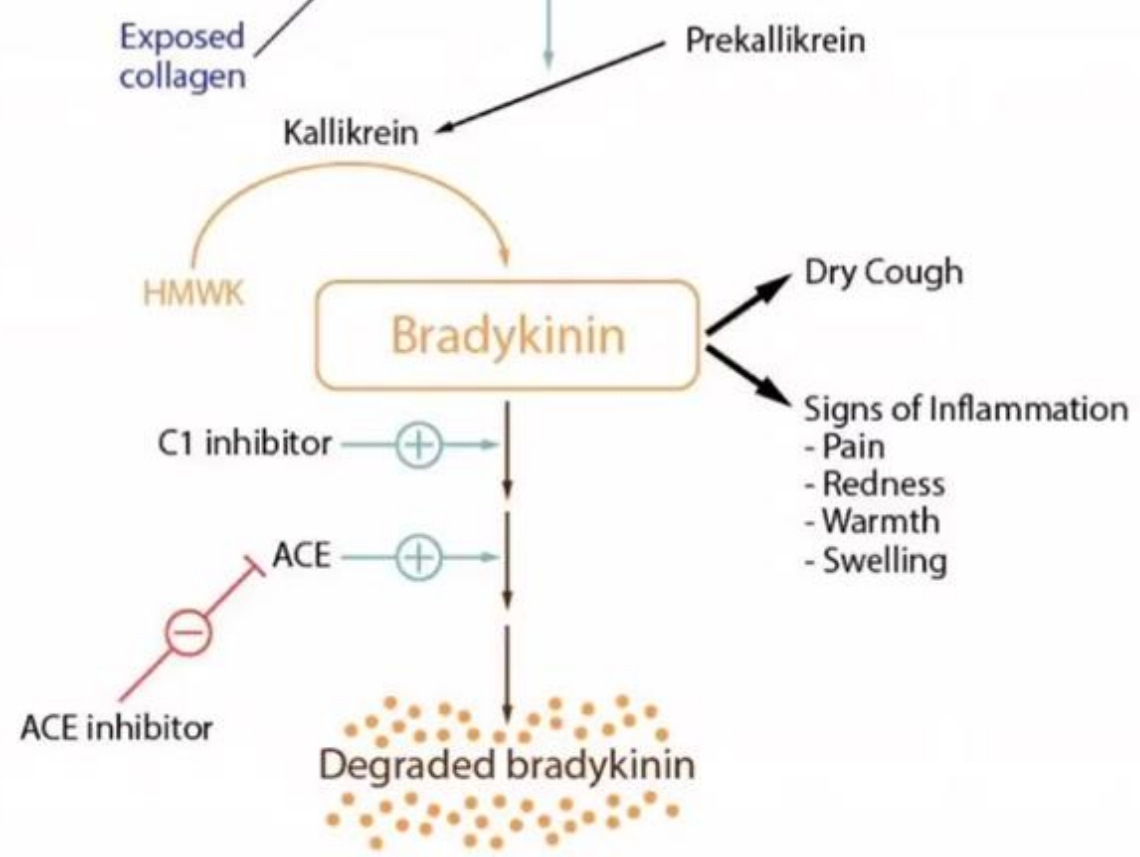 Exposed
collagen
Prekallikrein
Kallikrein
HMWK
Bradykinin
Dry Cough
Signs of Inflammation
- Pain
- Redness
- Warmth
- Swelling
C1 inhibitor
ACE
ACE inhibitor
Degraded bradykinin